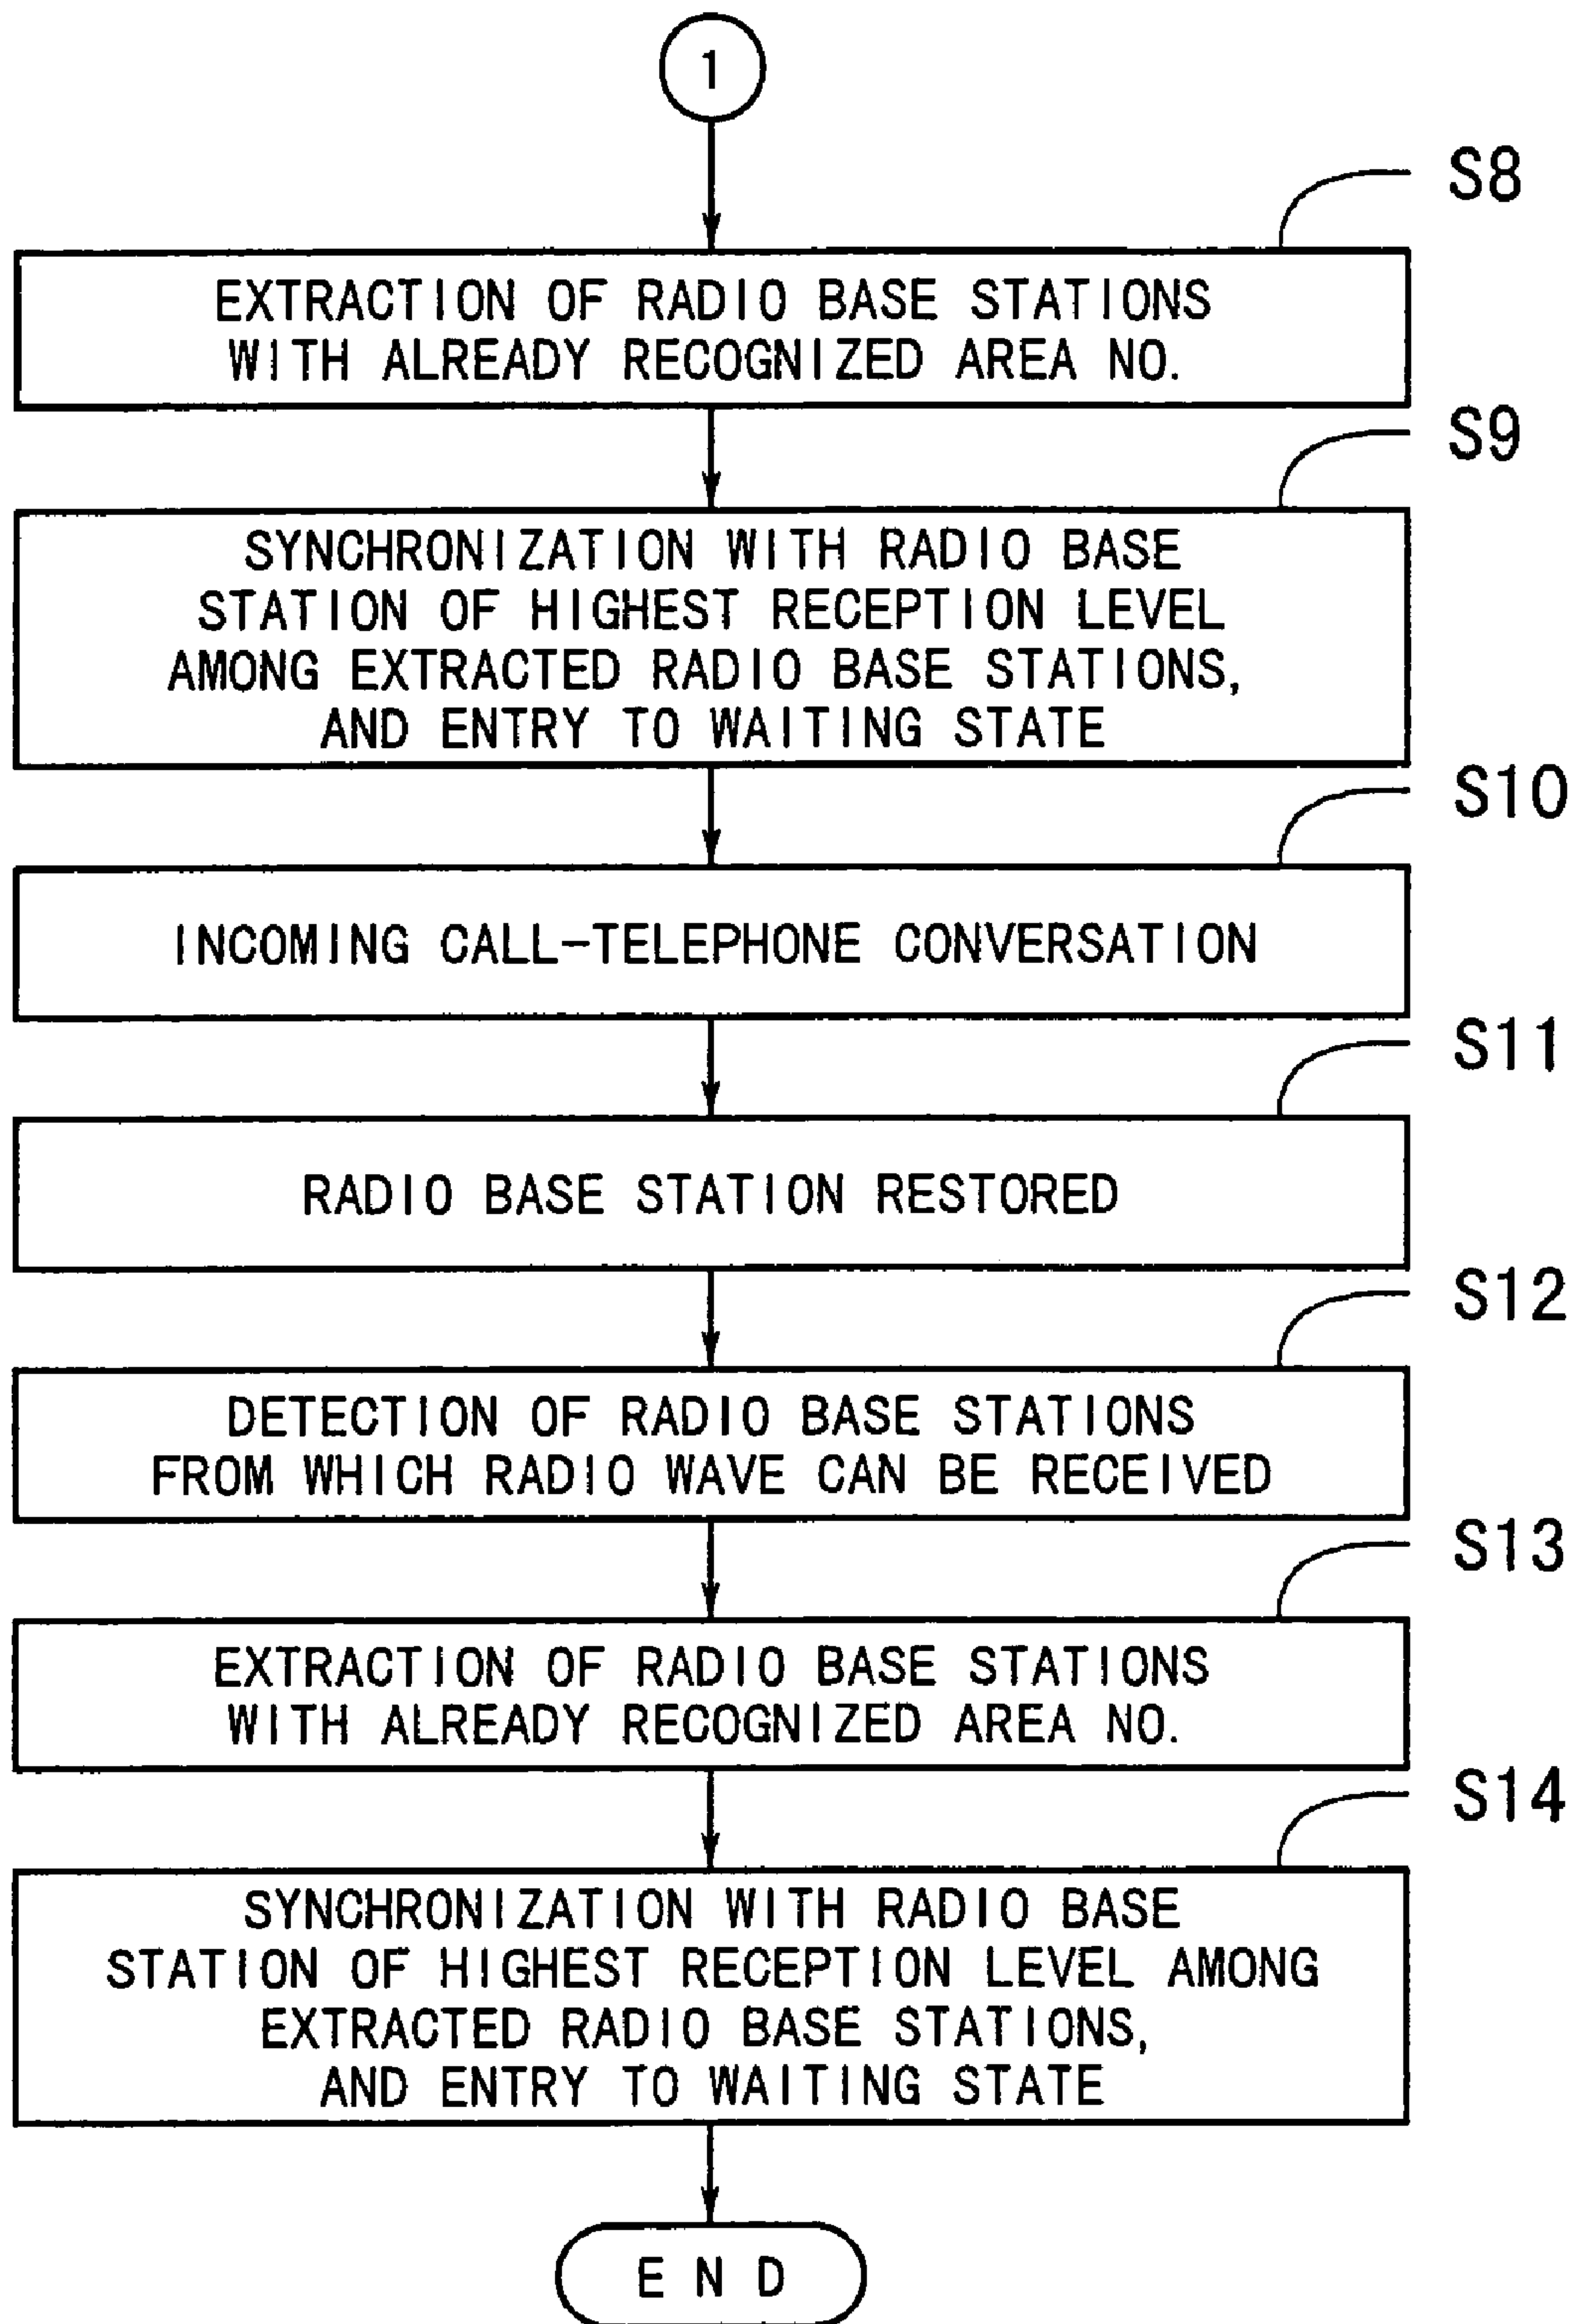 1
S8
EXTRACTION OF RADIO BASE STATIONS
WITH ALREADY RECOGNIZED AREA NO.
S9
SYNCHRONIZATION WITH RADIO BASE
STATION OF HIGHEST RECEPTION LEVEL
AMONG EXTRACTED RADIO BASE STATIONS,
AND ENTRY TO WAITING STATE
S10
INCOMING CALL-TELEPHONE CONVERSATION
S11
RADIO BASE STATION RESTORED
S12
DETECTION OF RADIO BASE STATIONS
FROM WHICH RADIO WAVE CAN BE RECEIVED
S13
EXTRACTION OF RADIO BASE STATIONS
WITH ALREADY RECOGNIZED AREA NO.
S14
SYNCHRONIZATION WITH RADIO BASE
STATION OF HIGHEST RECEPTION LEVEL AMONG
EXTRACTED RADIO BASE STATIONS,
AND ENTRY TO WAITING STATE
END